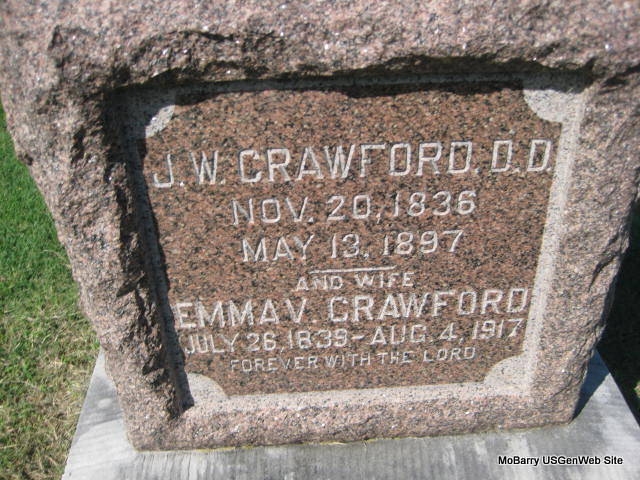 J. W. CRAWFORD, D. D.
NOV. 20, 1836
MAY 13, 1897
AND WIFE
EMMA V. CRAWFORD
JULY 26, 1839 - AUG. 4, 1917
FOREVER WITH THE LORD
MoBarry USGenWeb Site